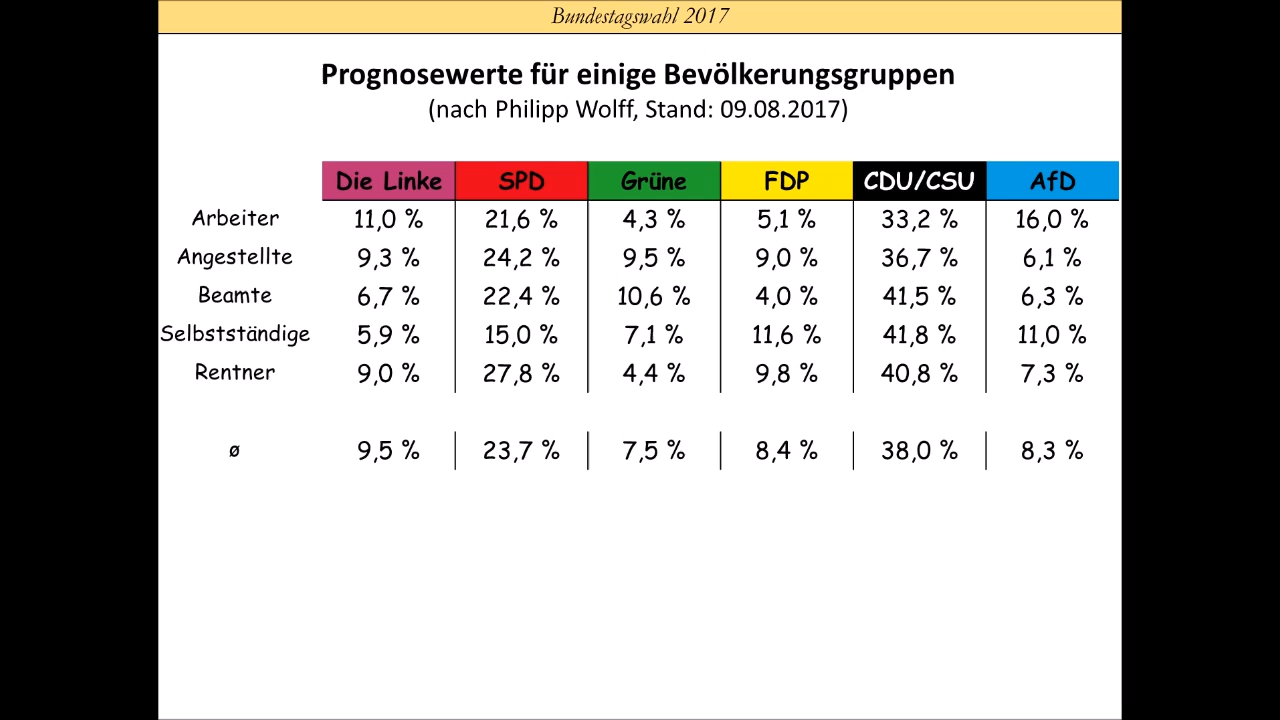 Bundestagswahl 2017
Prognosewerte für einige Bevölkerungsgruppen
(nach Philipp Wolff, Stand: 09.08.2017)
Die Linke SPD Grüne FDP CDU/CSU AfD
Arbeiter 11,0 % 21,6 % 4,3 % 5,1 % 33,2 % 16,0 %
Angestellte 9,3 % 24,2 % 9,5 % 9,0 % 36,7 % 6,1 %
Beamte 6,7 % 22,4 % 10,6 % 4,0 % 41,5 % 6,3 %
Selbstständige 5,9 % 15,0 % 7,1 % 11,6 % 41,8 % 11,0 %
Rentner 9,0 % 27,8 % 4,4 % 9,8 % 40,8 % 7,3 %
ø 9,5 % 23,7 % 7,5 % 8,4 % 38,0 % 8,3 %